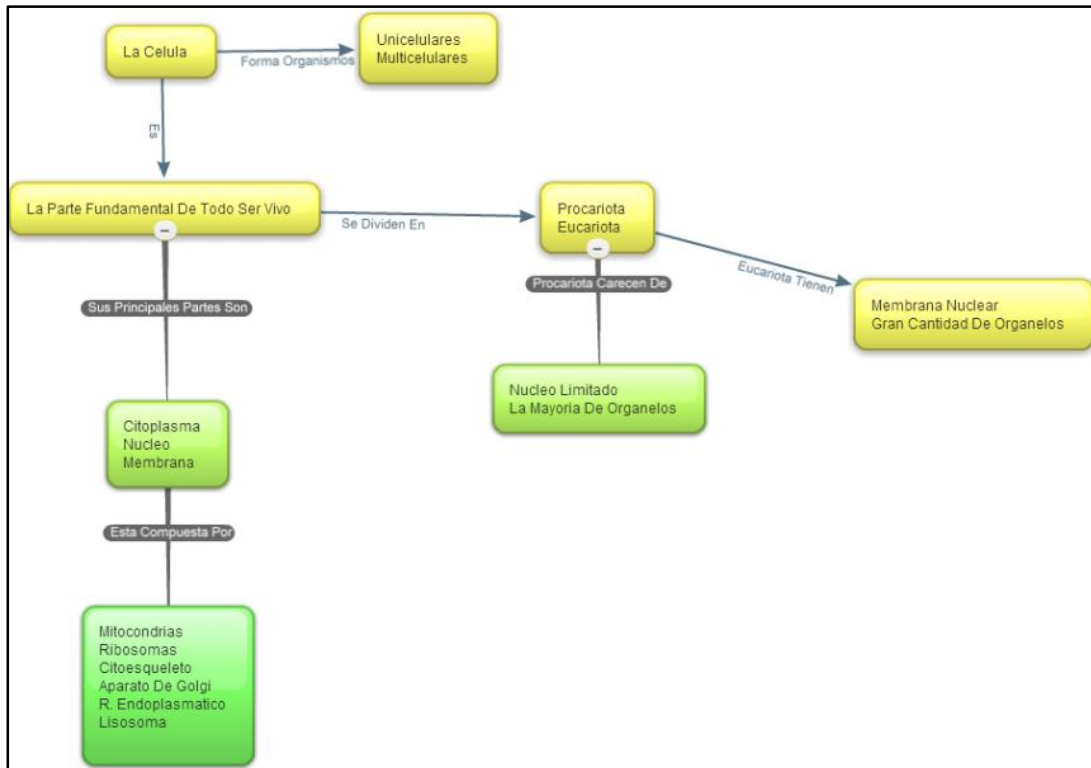 La Celula
Forma Organismos
Unicelulares
Multicelulares
Es
La Parte Fundamental De Todo Ser Vivo
Se Dividen En
Procariota
Eucariota
Eucariota Tienen
Membrana Nuclear
Gran Cantidad De Organelos
Sus Principales Partes Son
Procariota Carecen De
Nucleo Limitado
La Mayoria De Organelos
Citoplasma
Nucleo
Membrana
Esta Compuesta Por
Mitocondrias
Ribosomas
Citoesqueleto
Aparato De Golgi
R. Endoplasmatico
Lisosoma